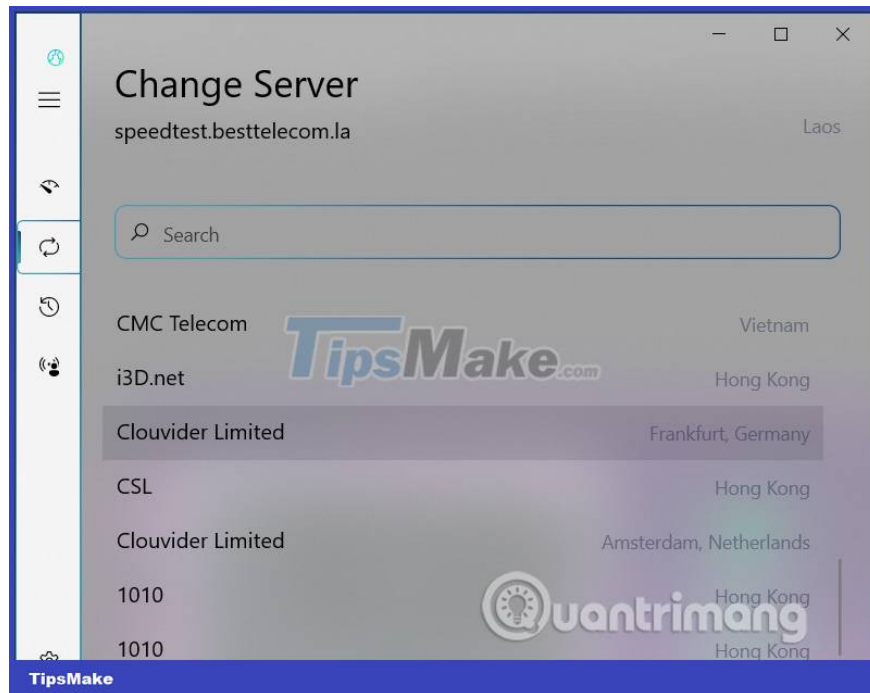 Change Server
speedtest.besttelecom.la
Laos
Search
CMC Telecom Vietnam
TipsMake.com
i3D.net Hong Kong
Clouvider Limited Frankfurt, Germany
CSL Hong Kong
Clouvider Limited Amsterdam, Netherlands
1010 Hong Kong
Quantrimang
1010 Hong Kong
TipsMake